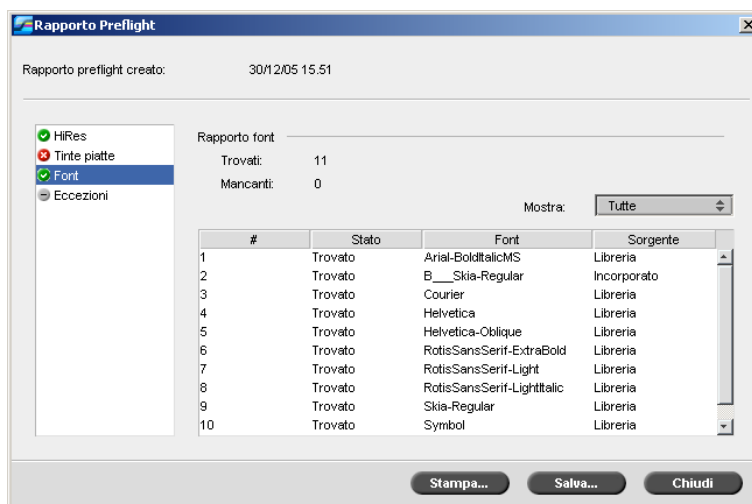 Rapporto Preflight
Rapporto preflight creato: 30/12/05 15.51
HiRes
Tinte piatte
Font
Eccezioni
Rapporto font
Trovati: 11
Mancanti: 0
Mostra: Tutte
# Stato Font Sorgente
1 Trovato Arial-BoldItalicMS Libreria
2 Trovato B___Skia-Regular Incorporato
3 Trovato Courier Libreria
4 Trovato Helvetica Libreria
5 Trovato Helvetica-Oblique Libreria
6 Trovato RotisSansSerif-ExtraBold Libreria
7 Trovato RotisSansSerif-Light Libreria
8 Trovato RotisSansSerif-LightItalic Libreria
9 Trovato Skia-Regular Libreria
10 Trovato Symbol Libreria
Stampa... Salva... Chiudi